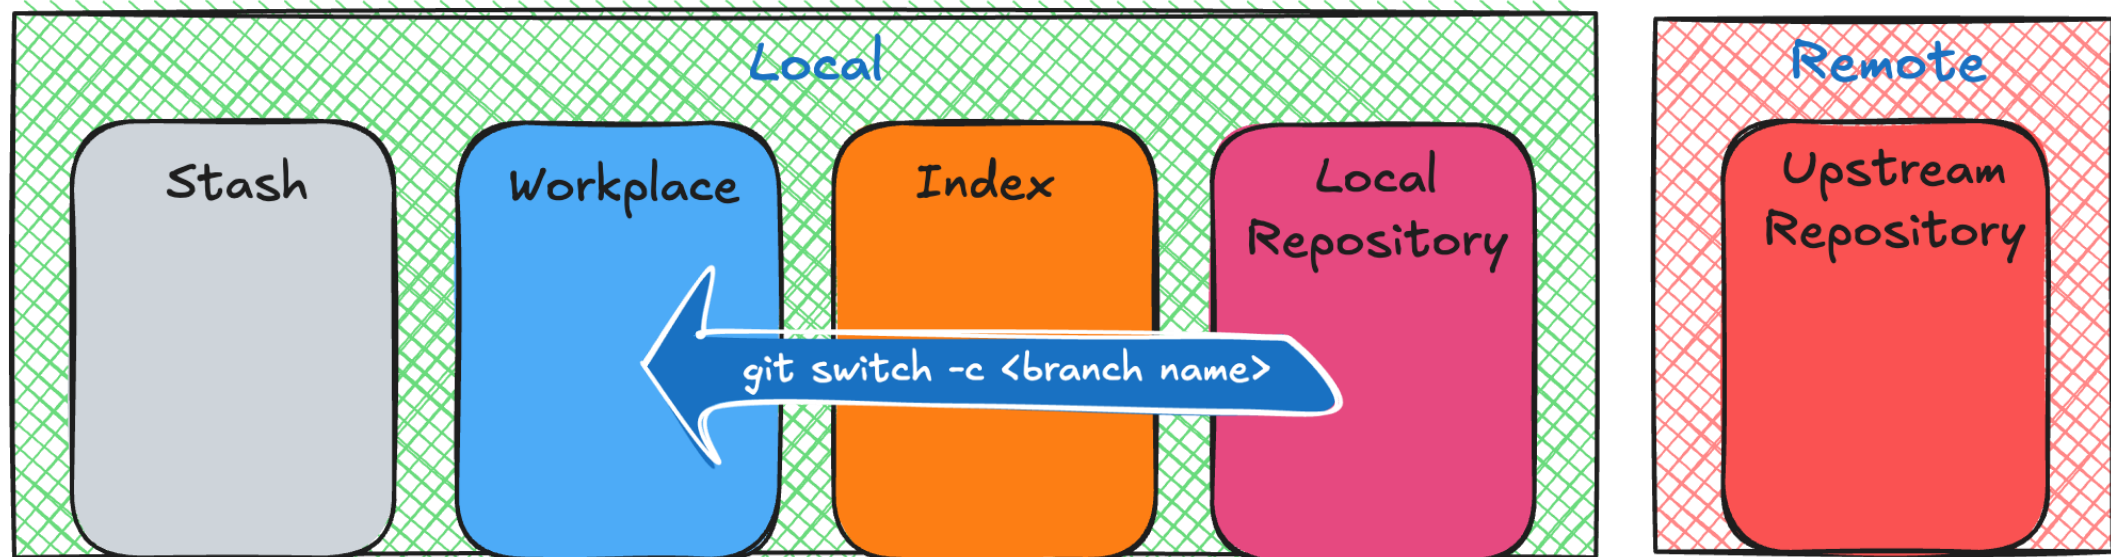 Local
Remote
Stash
Workplace
Index
Local
Repository
Upstream
Repository
git switch -c <branch name>